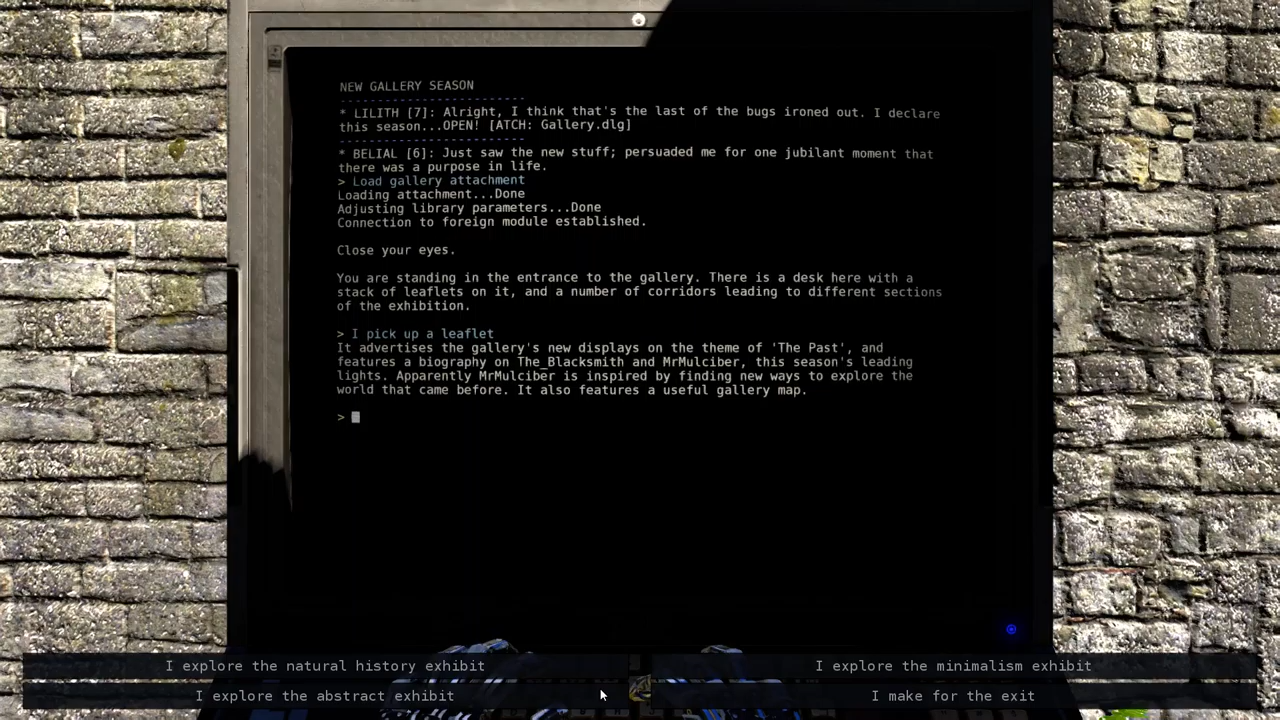 NEW GALLERY SEASON
-------------------------
* LILITH [7]: Alright, I think that's the last of the bugs ironed out. I declare
this season...OPEN! [ATCH: Gallery.dlg]
-------------------------
* BELIAL [6]: Just saw the new stuff; persuaded me for one jubilant moment that
there was a purpose in life.
> Load gallery attachment
Loading attachment...Done
Adjusting library parameters...Done
Connection to foreign module established.
Close your eyes.
You are standing in the entrance to the gallery. There is a desk here with a
stack of leaflets on it, and a number of corridors leading to different sections
of the exhibition.
> I pick up a leaflet
It advertises the gallery's new displays on the theme of 'The Past', and
features a biography on The_Blacksmith and MrMulciber, this season's leading
lights. Apparently MrMulciber is inspired by finding new ways to explore the
world that came before. It also features a useful gallery map.
>
I explore the natural history exhibit
I explore the minimalism exhibit
I explore the abstract exhibit
I make for the exit